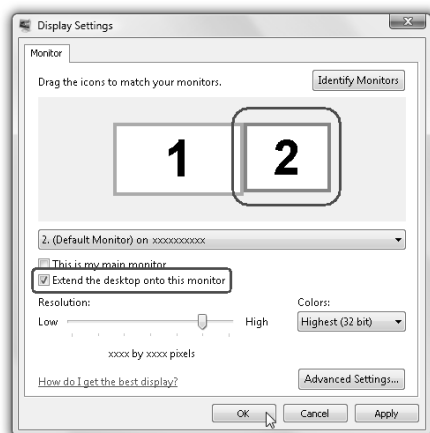 Display Settings
Monitor
Drag the icons to match your monitors.
Identify Monitors
1
2
2. (Default Monitor) on xxxxxxxxxx
This is my main monitor
Extend the desktop onto this monitor
Resolution:
Colors:
Low
High
Highest (32 bit)
xxxx by xxxx pixels
How do I get the best display?
Advanced Settings...
OK
Cancel
Apply